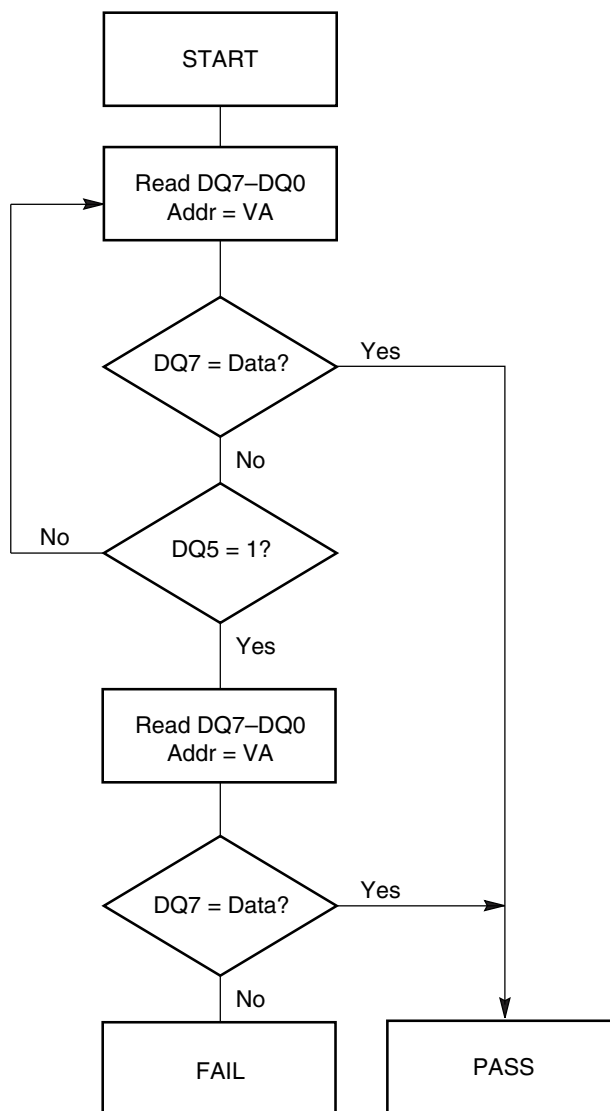 START
Read DQ7–DQ0
Addr = VA
DQ7 = Data?
Yes
No
No
DQ5 = 1?
Yes
Read DQ7–DQ0
Addr = VA
DQ7 = Data?
Yes
No
FAIL
PASS